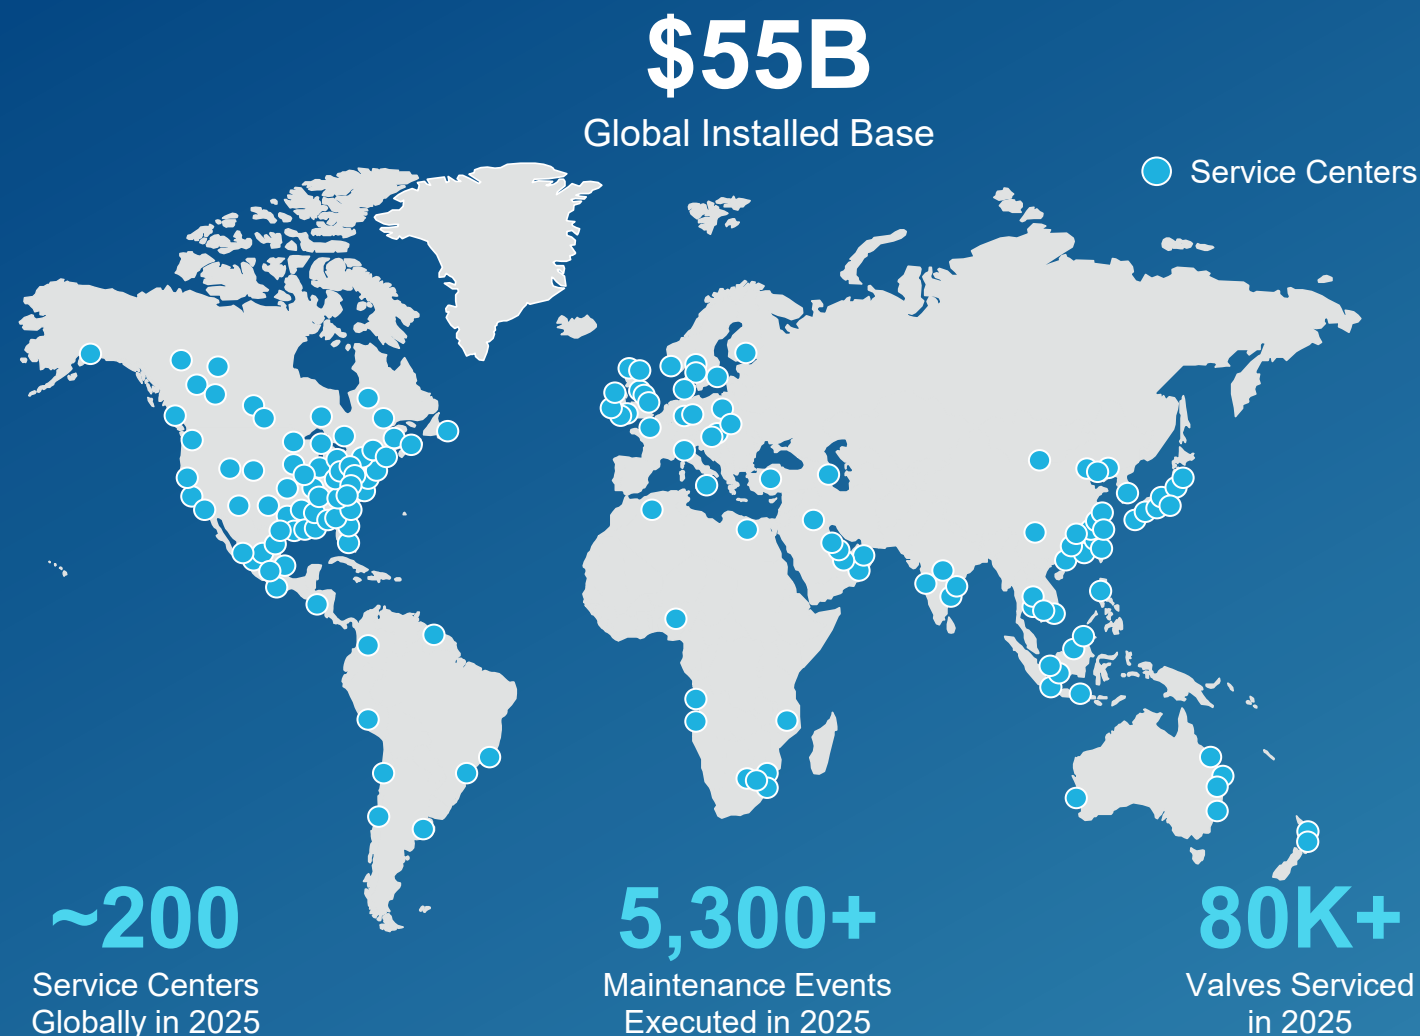 $55B
Global Installed Base
Service Centers
~200
Service Centers
Globally in 2025
5,300+
Maintenance Events
Executed in 2025
80K+
Valves Serviced
in 2025